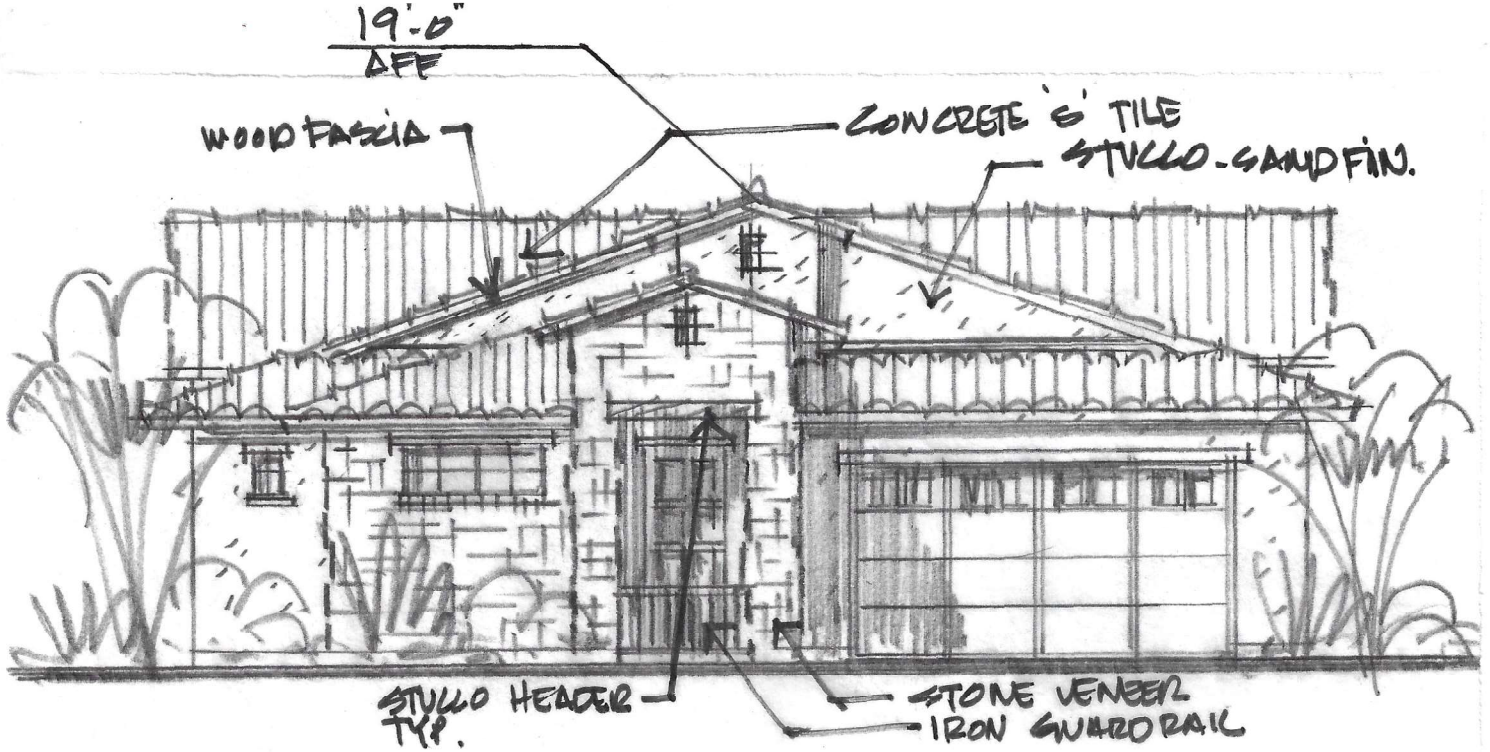 19'-0"
AFF
WOOD FASCIA
CONCRETE 'S' TILE
STUCCO-SAND FIN.
STUCCO HEADER
TYP.
STONE VENEER
IRON GUARDRAIL